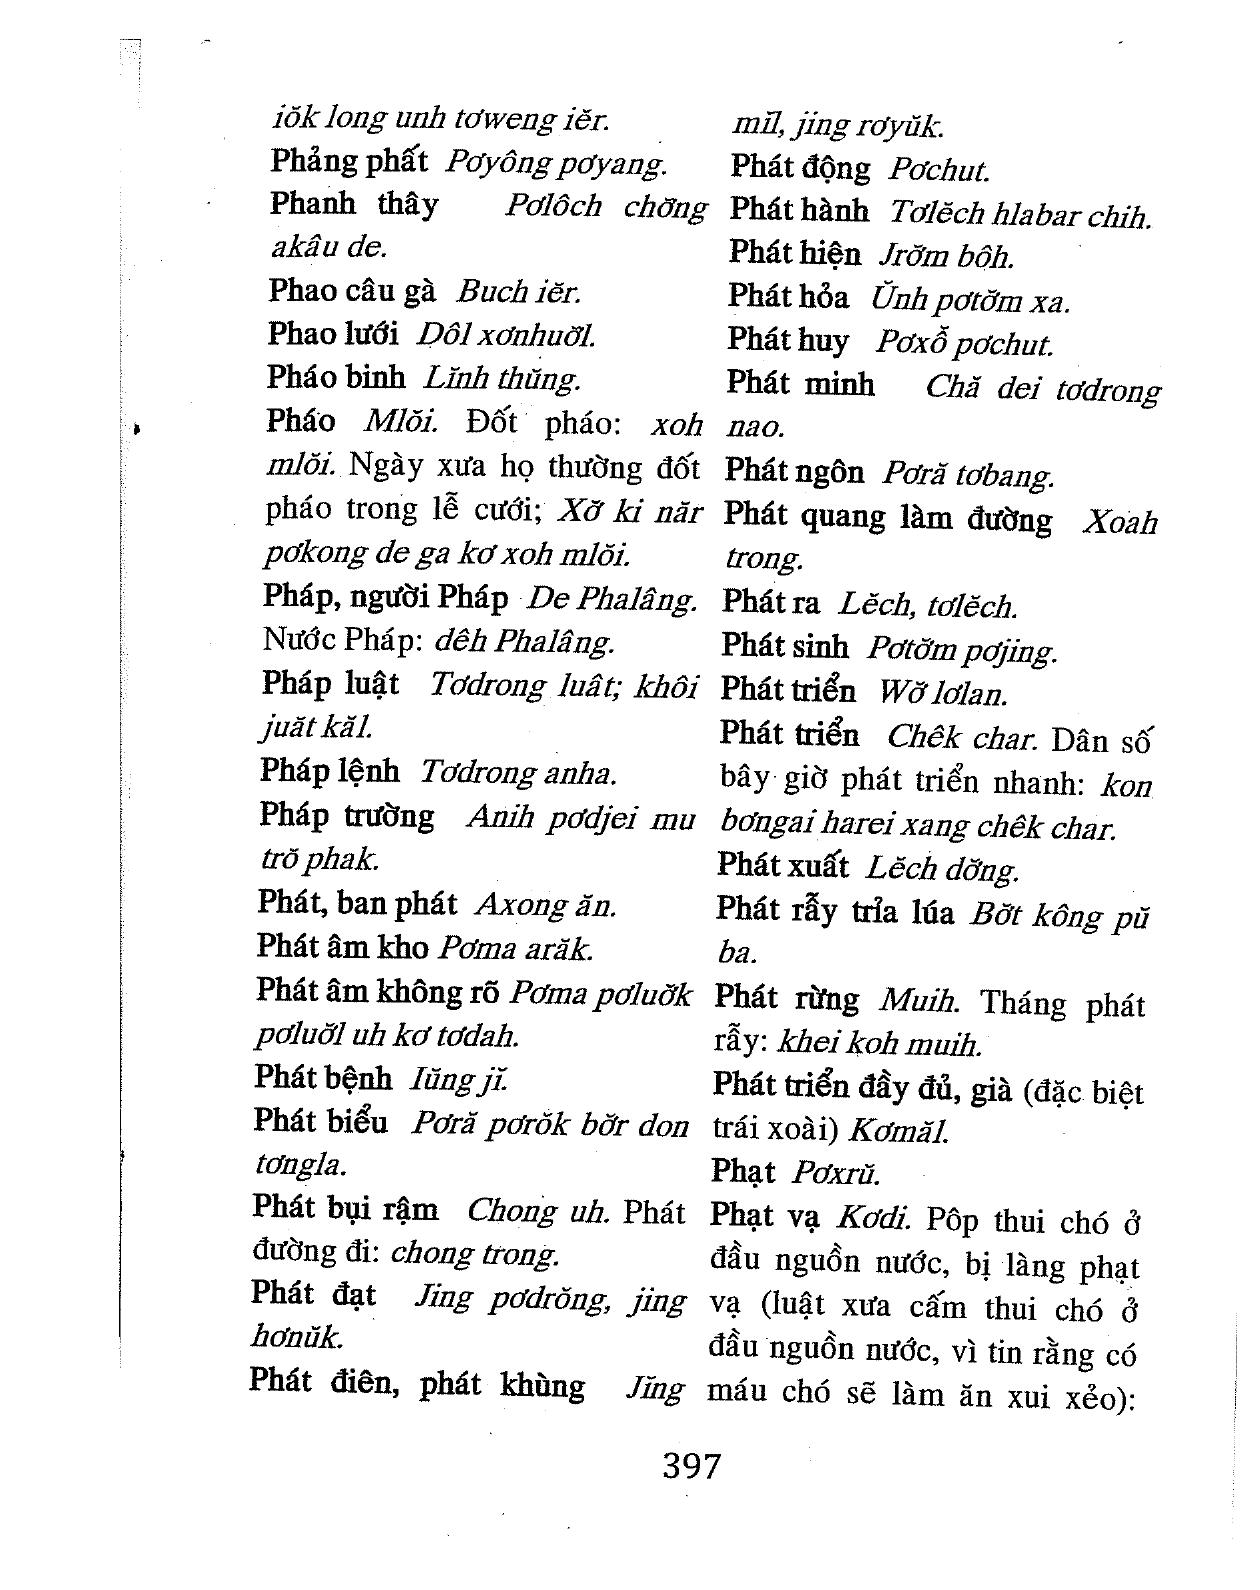 iŏk long unh tơweng iĕr.
Phảng phất Pơyông pơyang.
Phanh thây Pơlôch chơ̆ng
akâu de.
Phao câu gà Buch iĕr.
Phao lưới Dôl xơnhuơ̆l.
Pháo binh Lĭnh thŭng.
Pháo Mlŏi. Đốt pháo: xoh
mlŏi. Ngày xưa họ thường đốt
pháo trong lễ cưới; Xơ̆ ki năr
pơkong de ga kơ xoh mlŏi.
Pháp, người Pháp De Phalâng.
Nước Pháp: dêh Phalâng.
Pháp luật Tơdrong luât; khôi
juăt kăl.
Pháp lệnh Tơdrong anha.
Pháp trường Anih pơdjei mu
trŏ phak.
Phát, ban phát Axong ăn.
Phát âm kho Pơma arăk.
Phát âm không rõ Pơma pơluơ̆k
pơluơ̆l uh kơ tơdah.
Phát bệnh Iŭng jĭ.
Phát biểu Pơră pơrŏk bơ̆r don
tơngla.
Phát bụi rậm Chong uh. Phát
đường đi: chong trong.
Phát đạt Jing pơdrŏng, jing
hơnŭk.
Phát điên, phát khùng Jĭng
mĭl, jing rơyŭk.
Phát động Pơchut.
Phát hành Tơlĕch hlabar chih.
Phát hiện Jrơ̆m bôh.
Phát hỏa Ŭnh pơtơ̆m xa.
Phát huy Pơxỗ pơchut.
Phát minh Chă dei tơdrong
nao.
Phát ngôn Pơră tơbang.
Phát quang làm đường Xoah
trong.
Phát ra Lĕch, tơlĕch.
Phát sinh Pơtơ̆m pơjing.
Phát triển Wơ̆ lơlan.
Phát triển Chêk char. Dân số
bây giờ phát triển nhanh: kon
bơngai harei xang chêk char.
Phát xuất Lĕch dơ̆ng.
Phát rẫy trỉa lúa Bơ̆t kông pŭ
ba.
Phát rừng Muih. Tháng phát
rẫy: khei koh muih.
Phát triển đầy đủ, già (đặc biệt
trái xoài) Kơmăl.
Phạt Pơxrŭ.
Phạt vạ Kơdi. Pôp thui chó ở
đầu nguồn nước, bị làng phạt
vạ (luật xưa cấm thui chó ở
đầu nguồn nước, vì tin rằng có
máu chó sẽ làm ăn xui xẻo):
397